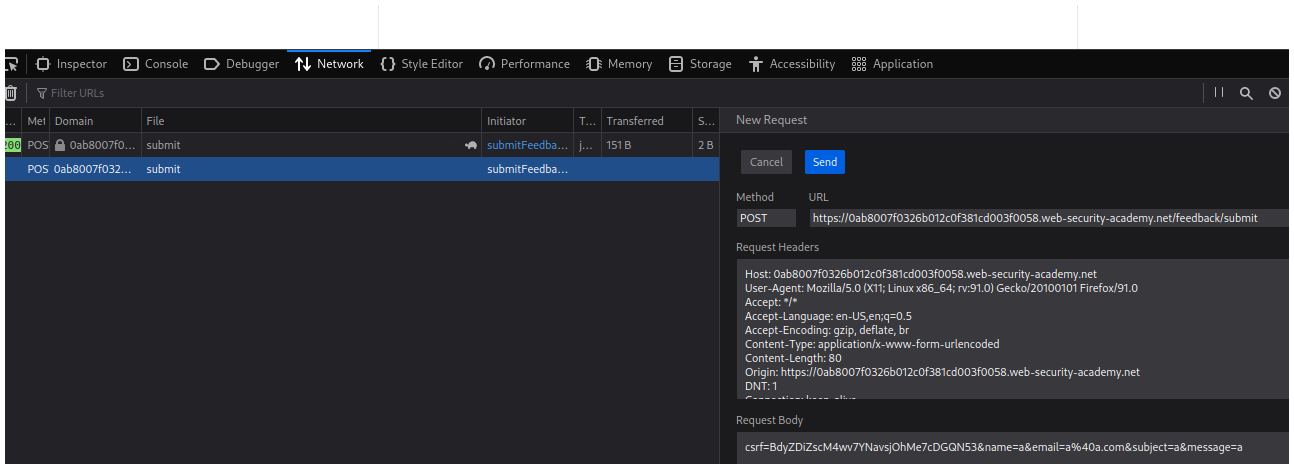 Inspector Console Debugger Network Style Editor Performance Memory Storage Accessibility Application
Filter URLs
... Met Domain File Initiator T... Transferred S...
200 POS 0ab8007f0... submit submitFeedba... j... 151 B 2 B
POS 0ab8007f032... submit submitFeedba...
New Request
Cancel Send
Method URL
POST https://0ab8007f0326b012c0f381cd003f0058.web-security-academy.net/feedback/submit
Request Headers
Host: 0ab8007f0326b012c0f381cd003f0058.web-security-academy.net
User-Agent: Mozilla/5.0 (X11; Linux x86_64; rv:91.0) Gecko/20100101 Firefox/91.0
Accept: */*
Accept-Language: en-US,en;q=0.5
Accept-Encoding: gzip, deflate, br
Content-Type: application/x-www-form-urlencoded
Content-Length: 80
Origin: https://0ab8007f0326b012c0f381cd003f0058.web-security-academy.net
DNT: 1
Connection: keep-alive
Request Body
csrf=BdyZDiZscM4wv7YNavsjOhMe7cDGQN53&name=a&email=a%40a.com&subject=a&message=a